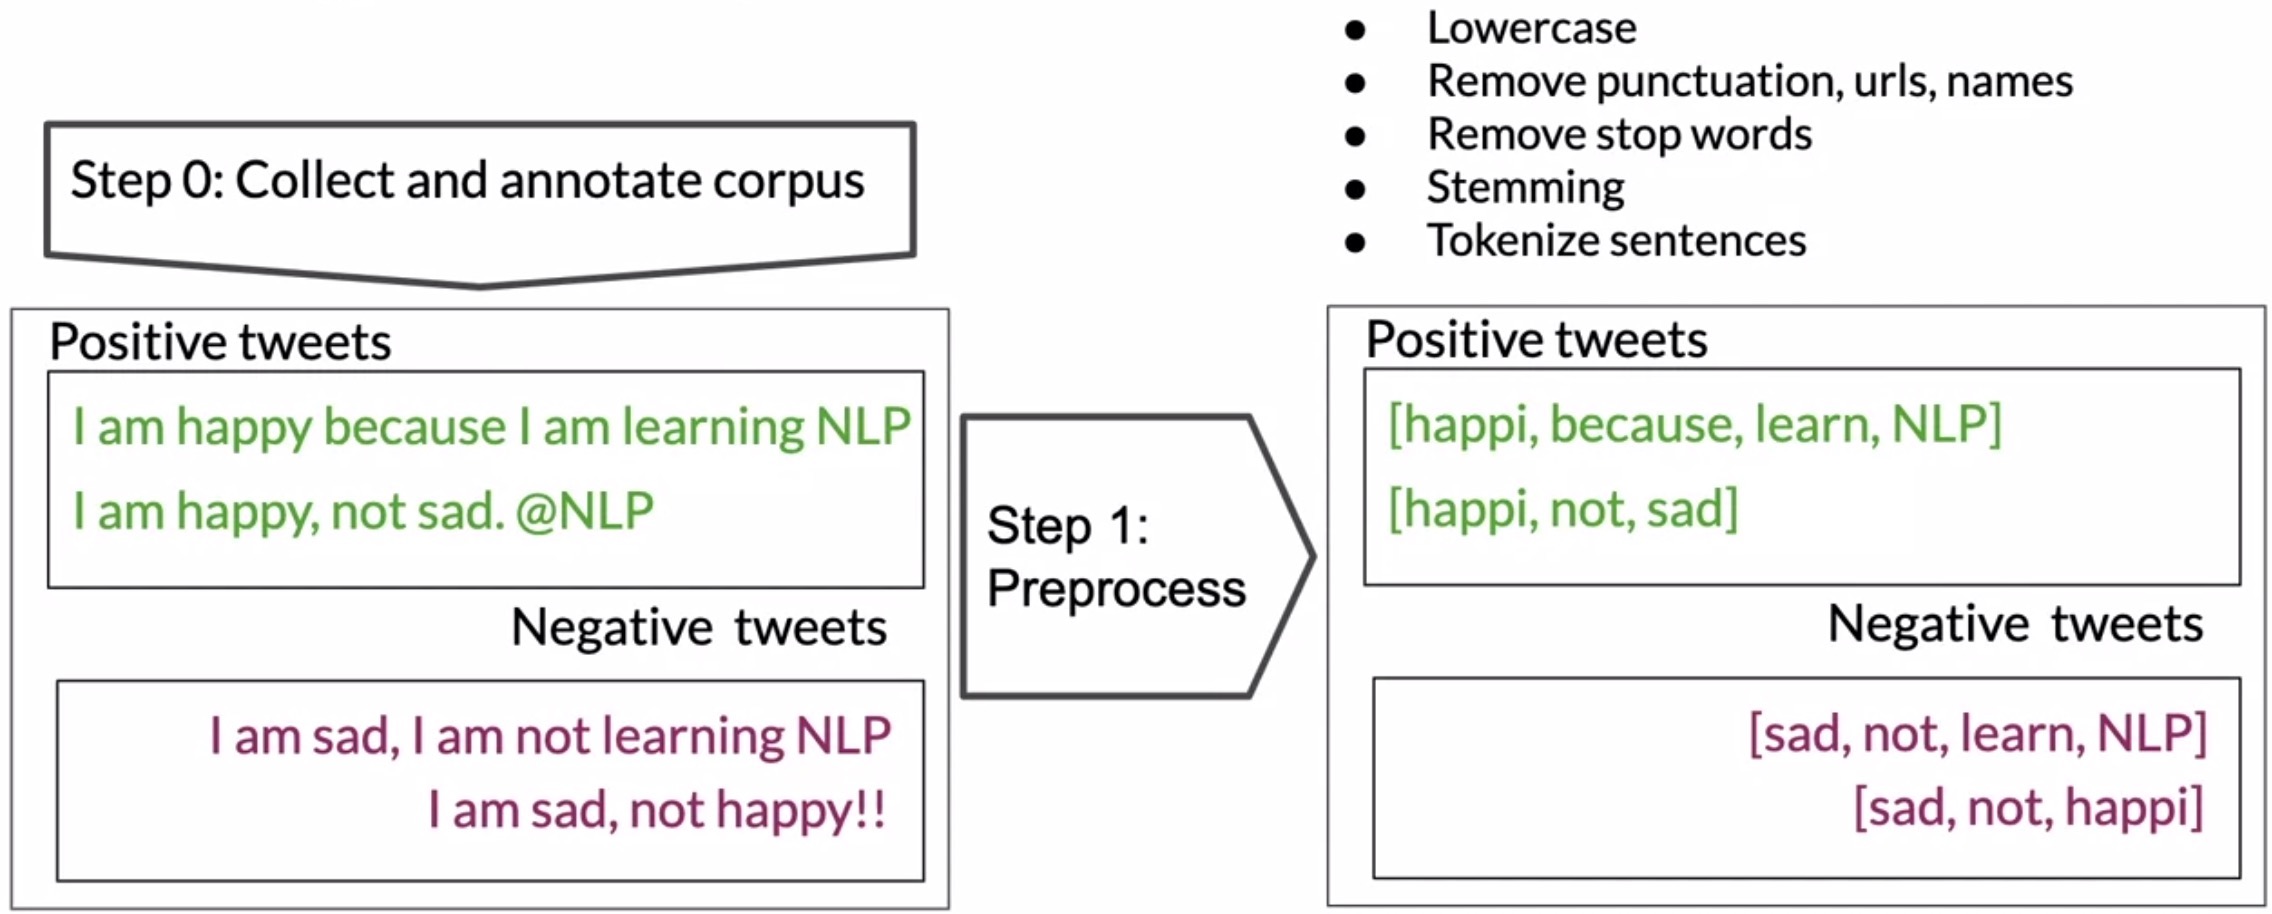 Step 0: Collect and annotate corpus
Positive tweets
I am happy because I am learning NLP
I am happy, not sad. @NLP
Negative tweets
I am sad, I am not learning NLP
I am sad, not happy!!
Step 1:
Preprocess
● Lowercase
● Remove punctuation, urls, names
● Remove stop words
● Stemming
● Tokenize sentences
Positive tweets
[happi, because, learn, NLP]
[happi, not, sad]
Negative tweets
[sad, not, learn, NLP]
[sad, not, happi]